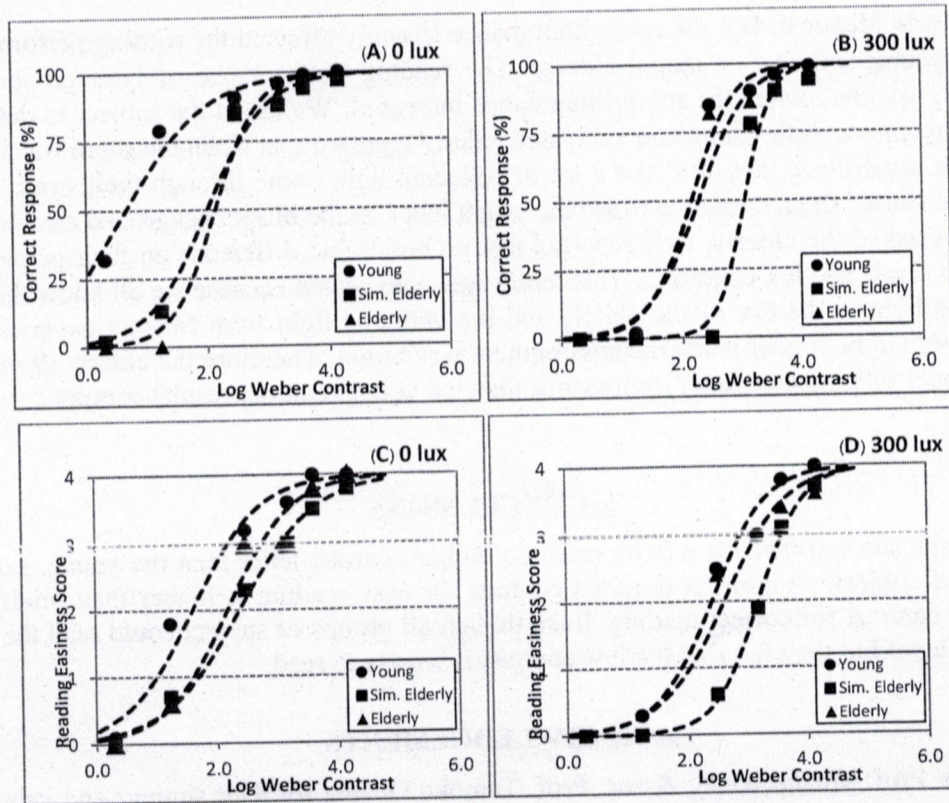 (A) 0 lux
Correct Response (%)
100
75
50
25
0
0.0
2.0
4.0
6.0
Log Weber Contrast
Young
Sim. Elderly
Elderly
(B) 300 lux
Correct Response (%)
100
75
50
25
0
0.0
2.0
4.0
6.0
Log Weber Contrast
Young
Sim. Elderly
Elderly
(C) 0 lux
Reading Easiness Score
4
3
2
1
0
0.0
2.0
4.0
6.0
Log Weber Contrast
Young
Sim. Elderly
Elderly
(D) 300 lux
Reading Easiness Score
4
3
2
1
0
0.0
2.0
4.0
6.0
Log Weber Contrast
Young
Sim. Elderly
Elderly